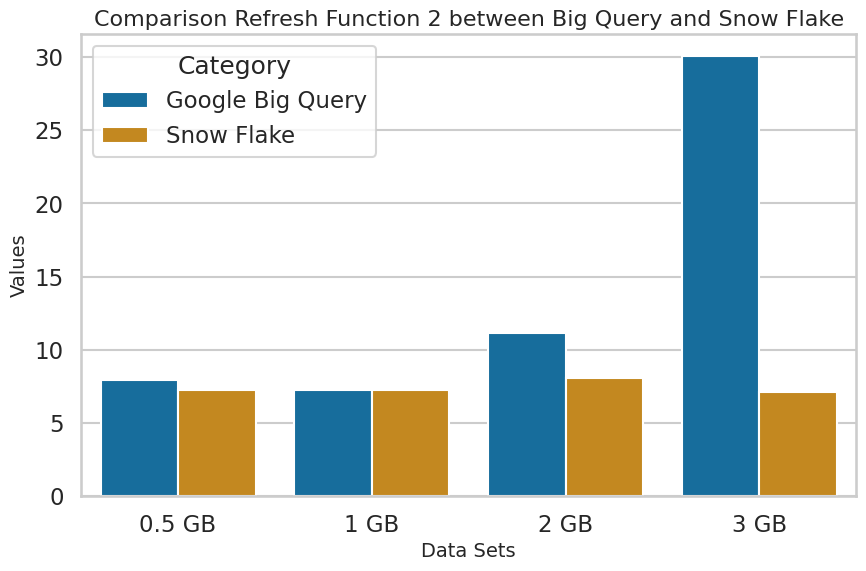 Comparison Refresh Function 2 between Big Query and Snow Flake
Category
Google Big Query
Snow Flake
Values
30
25
20
15
10
5
0
0.5 GB
1 GB
2 GB
3 GB
Data Sets